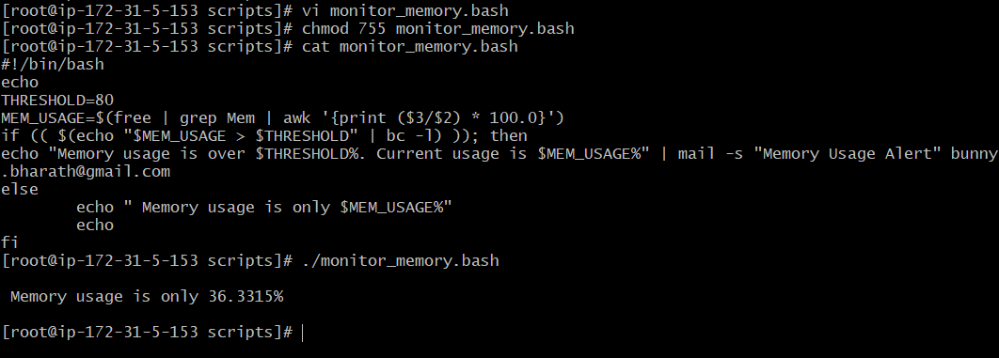 [root@ip-172-31-5-153 scripts]# vi monitor_memory.bash
[root@ip-172-31-5-153 scripts]# chmod 755 monitor_memory.bash
[root@ip-172-31-5-153 scripts]# cat monitor_memory.bash
#!/bin/bash
echo
THRESHOLD=80
MEM_USAGE=$(free | grep Mem | awk '{print ($3/$2) * 100.0}')
if (( $(echo "$MEM_USAGE > $THRESHOLD" | bc -l) )); then
echo "Memory usage is over $THRESHOLD%. Current usage is $MEM_USAGE%" | mail -s "Memory Usage Alert" bunny
.bharath@gmail.com
else
        echo " Memory usage is only $MEM_USAGE%"
        echo
fi
[root@ip-172-31-5-153 scripts]# ./monitor_memory.bash

 Memory usage is only 36.3315%

[root@ip-172-31-5-153 scripts]#